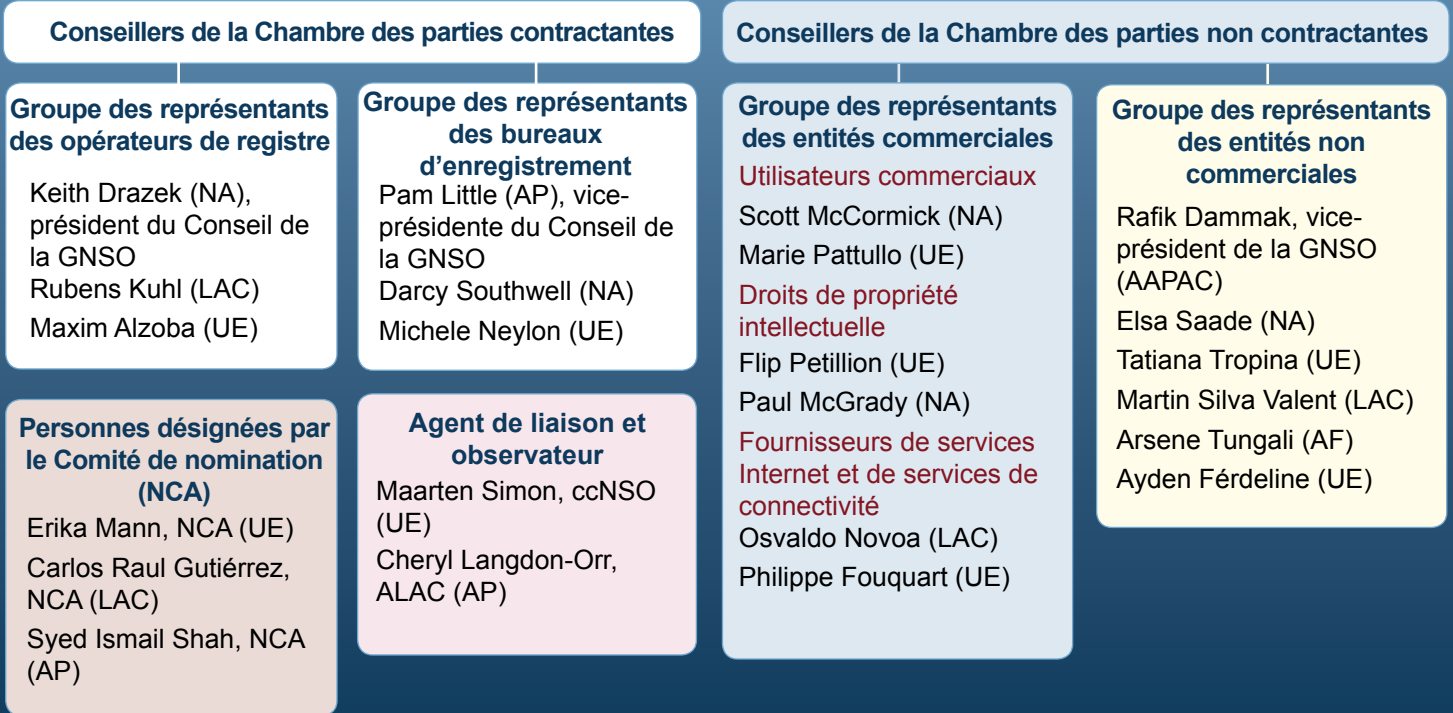 Conseillers de la Chambre des parties contractantes
Groupe des représentants
des opérateurs de registre
Keith Drazek (NA),
président du Conseil de
la GNSO
Rubens Kuhl (LAC)
Maxim Alzoba (UE)
Groupe des représentants
des bureaux
d’enregistrement
Pam Little (AP), vice-
présidente du Conseil de
la GNSO
Darcy Southwell (NA)
Michele Neylon (UE)
Personnes désignées par
le Comité de nomination
(NCA)
Erika Mann, NCA (UE)
Carlos Raul Gutiérrez,
NCA (LAC)
Syed Ismail Shah, NCA
(AP)
Agent de liaison et
observateur
Maarten Simon, ccNSO
(UE)
Cheryl Langdon-Orr,
ALAC (AP)
Conseillers de la Chambre des parties non contractantes
Groupe des représentants
des entités commerciales
Utilisateurs commerciaux
Scott McCormick (NA)
Marie Pattullo (UE)
Droits de propriété
intellectuelle
Flip Petillion (UE)
Paul McGrady (NA)
Fournisseurs de services
Internet et de services de
connectivité
Osvaldo Novoa (LAC)
Philippe Fouquart (UE)
Groupe des représentants
des entités non
commerciales
Rafik Dammak, vice-
président de la GNSO
(AAPAC)
Elsa Saade (NA)
Tatiana Tropina (UE)
Martin Silva Valent (LAC)
Arsene Tungali (AF)
Ayden Férdeline (UE)